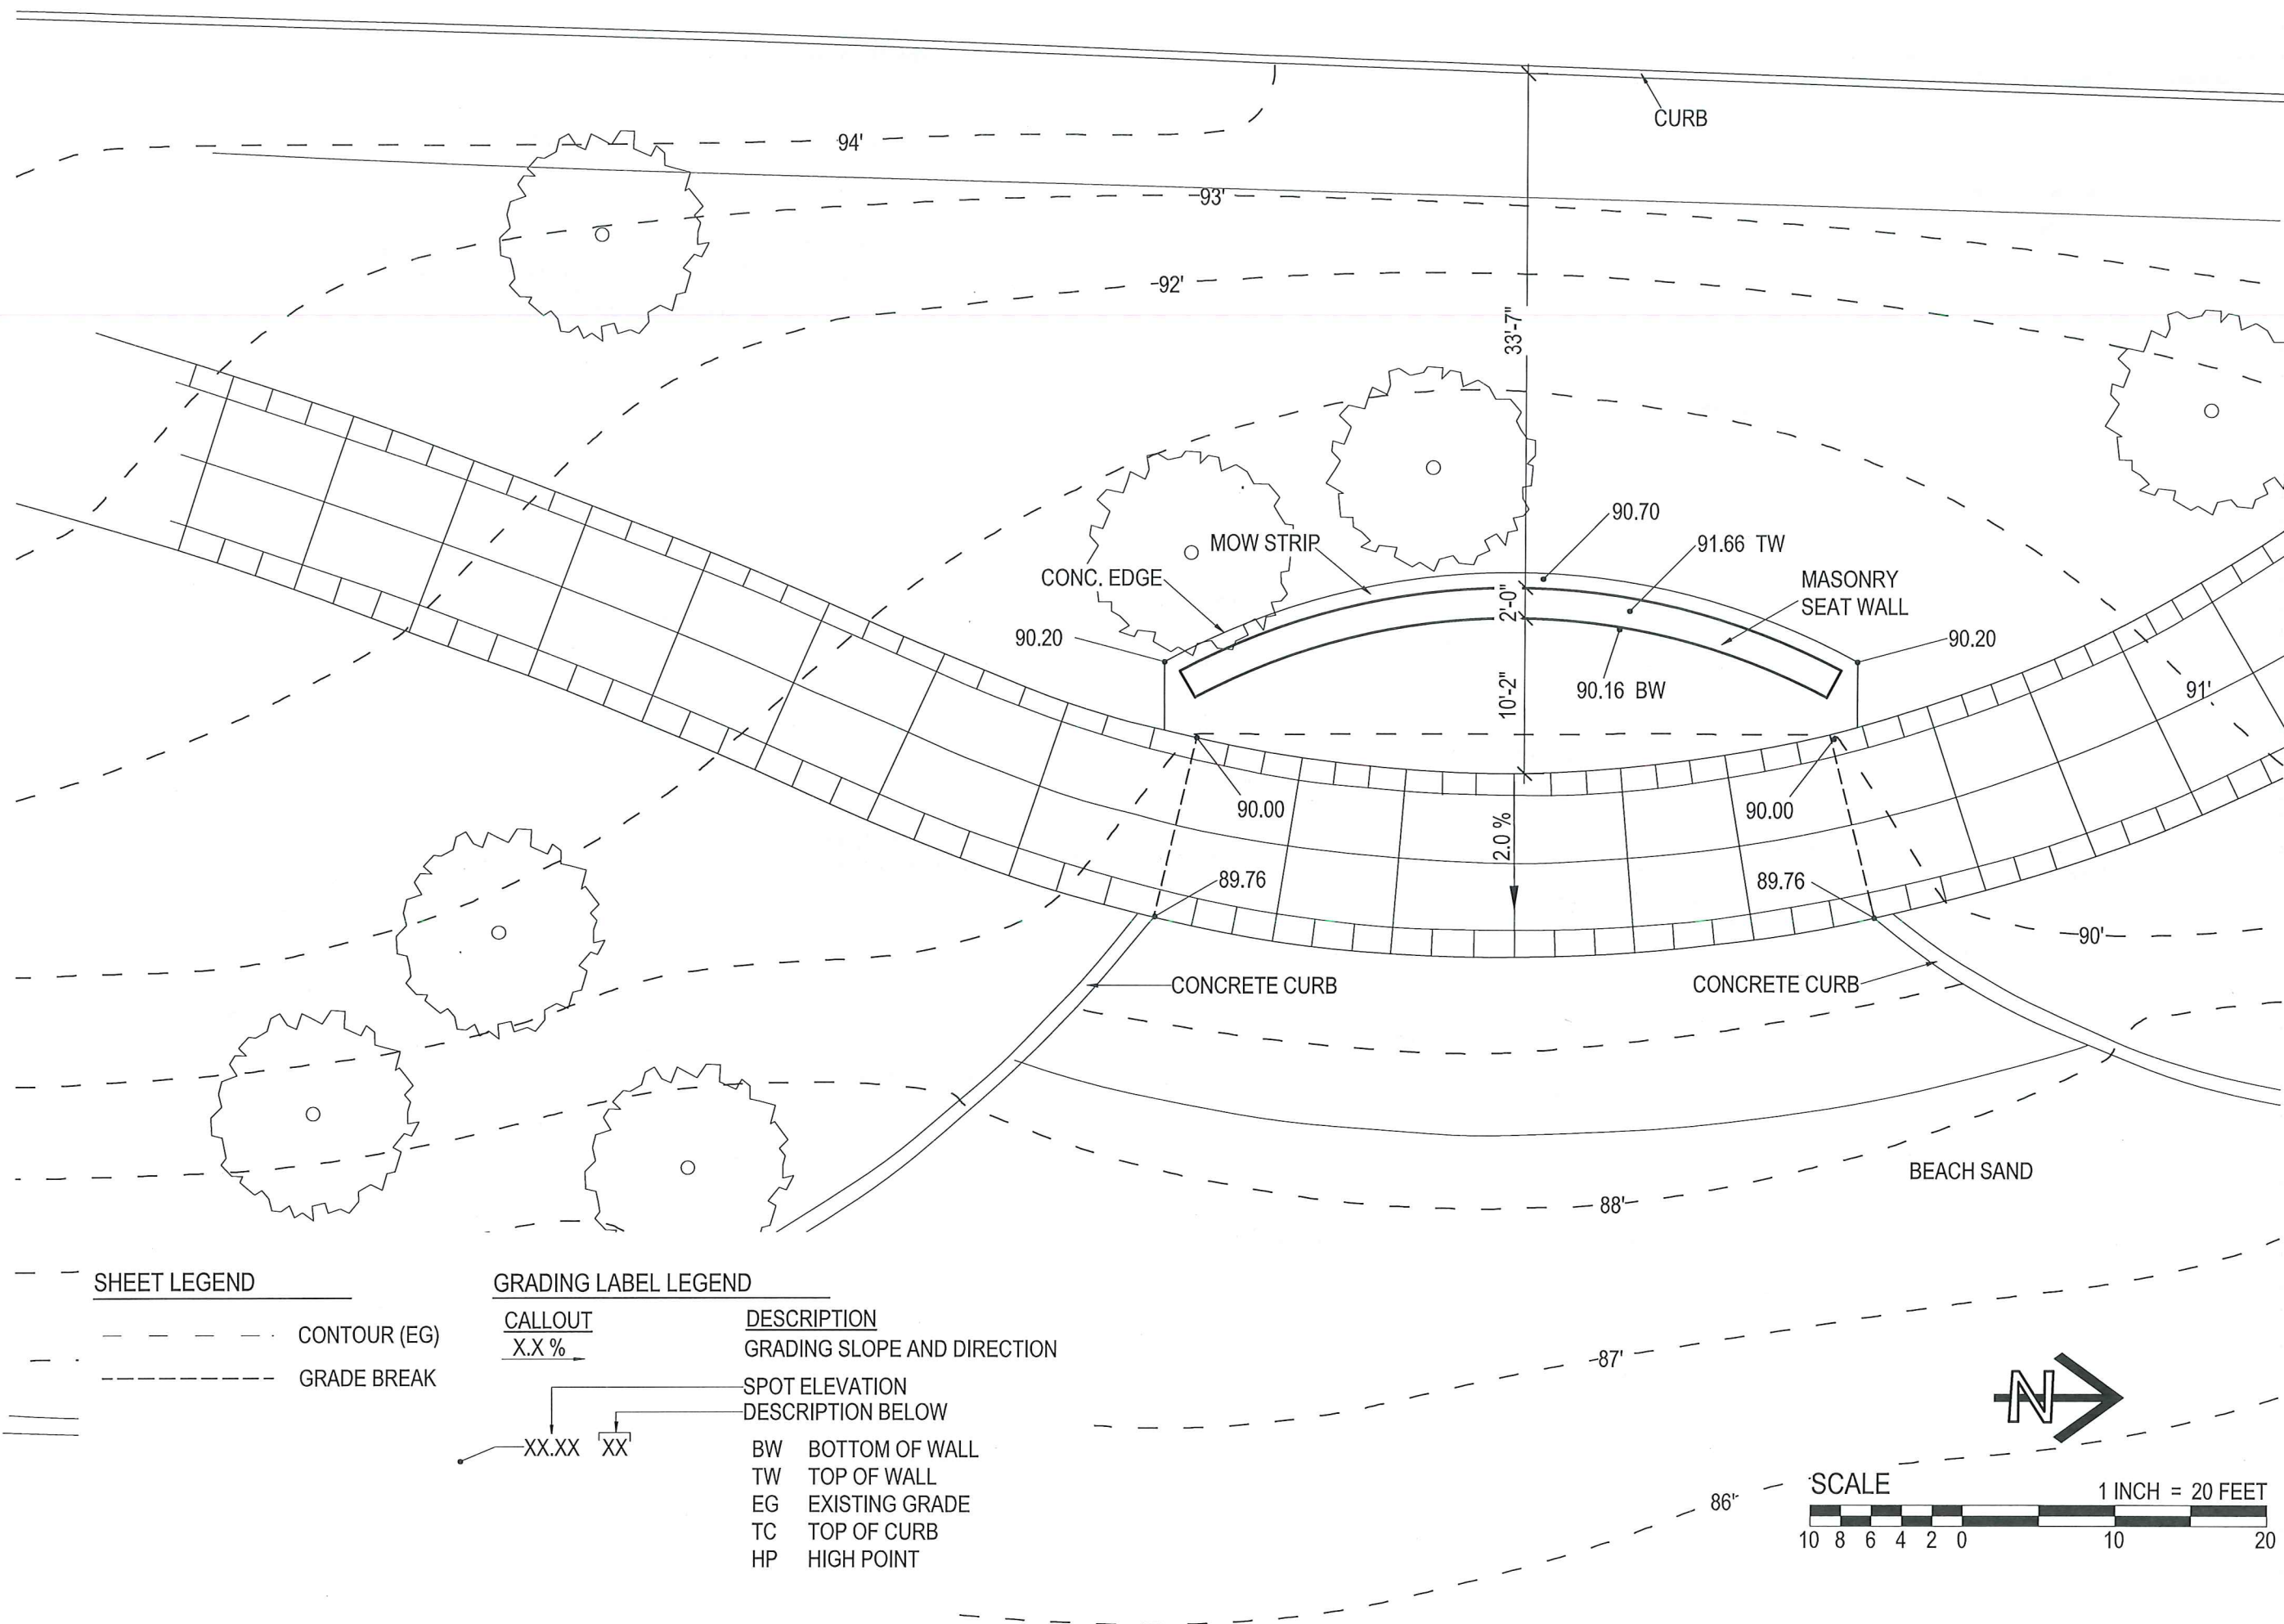 CURB
94'
93'
92'
33'-7"
90.70
MOW STRIP
91.66 TW
CONC. EDGE
MASONRY
SEAT WALL
2'-0"
90.20
90.20
90.16 BW
10'-2"
91'
90.00
90.00
2.0 %
89.76
89.76
90'
CONCRETE CURB
CONCRETE CURB
BEACH SAND
88'
SHEET LEGEND
CONTOUR (EG)
GRADE BREAK
GRADING LABEL LEGEND
CALLOUT
DESCRIPTION
X.X %
GRADING SLOPE AND DIRECTION
SPOT ELEVATION
DESCRIPTION BELOW
XX.XX XX
BW BOTTOM OF WALL
TW TOP OF WALL
EG EXISTING GRADE
TC TOP OF CURB
HP HIGH POINT
87'
N
86'
SCALE
1 INCH = 20 FEET
10 8 6 4 2 0 10 20